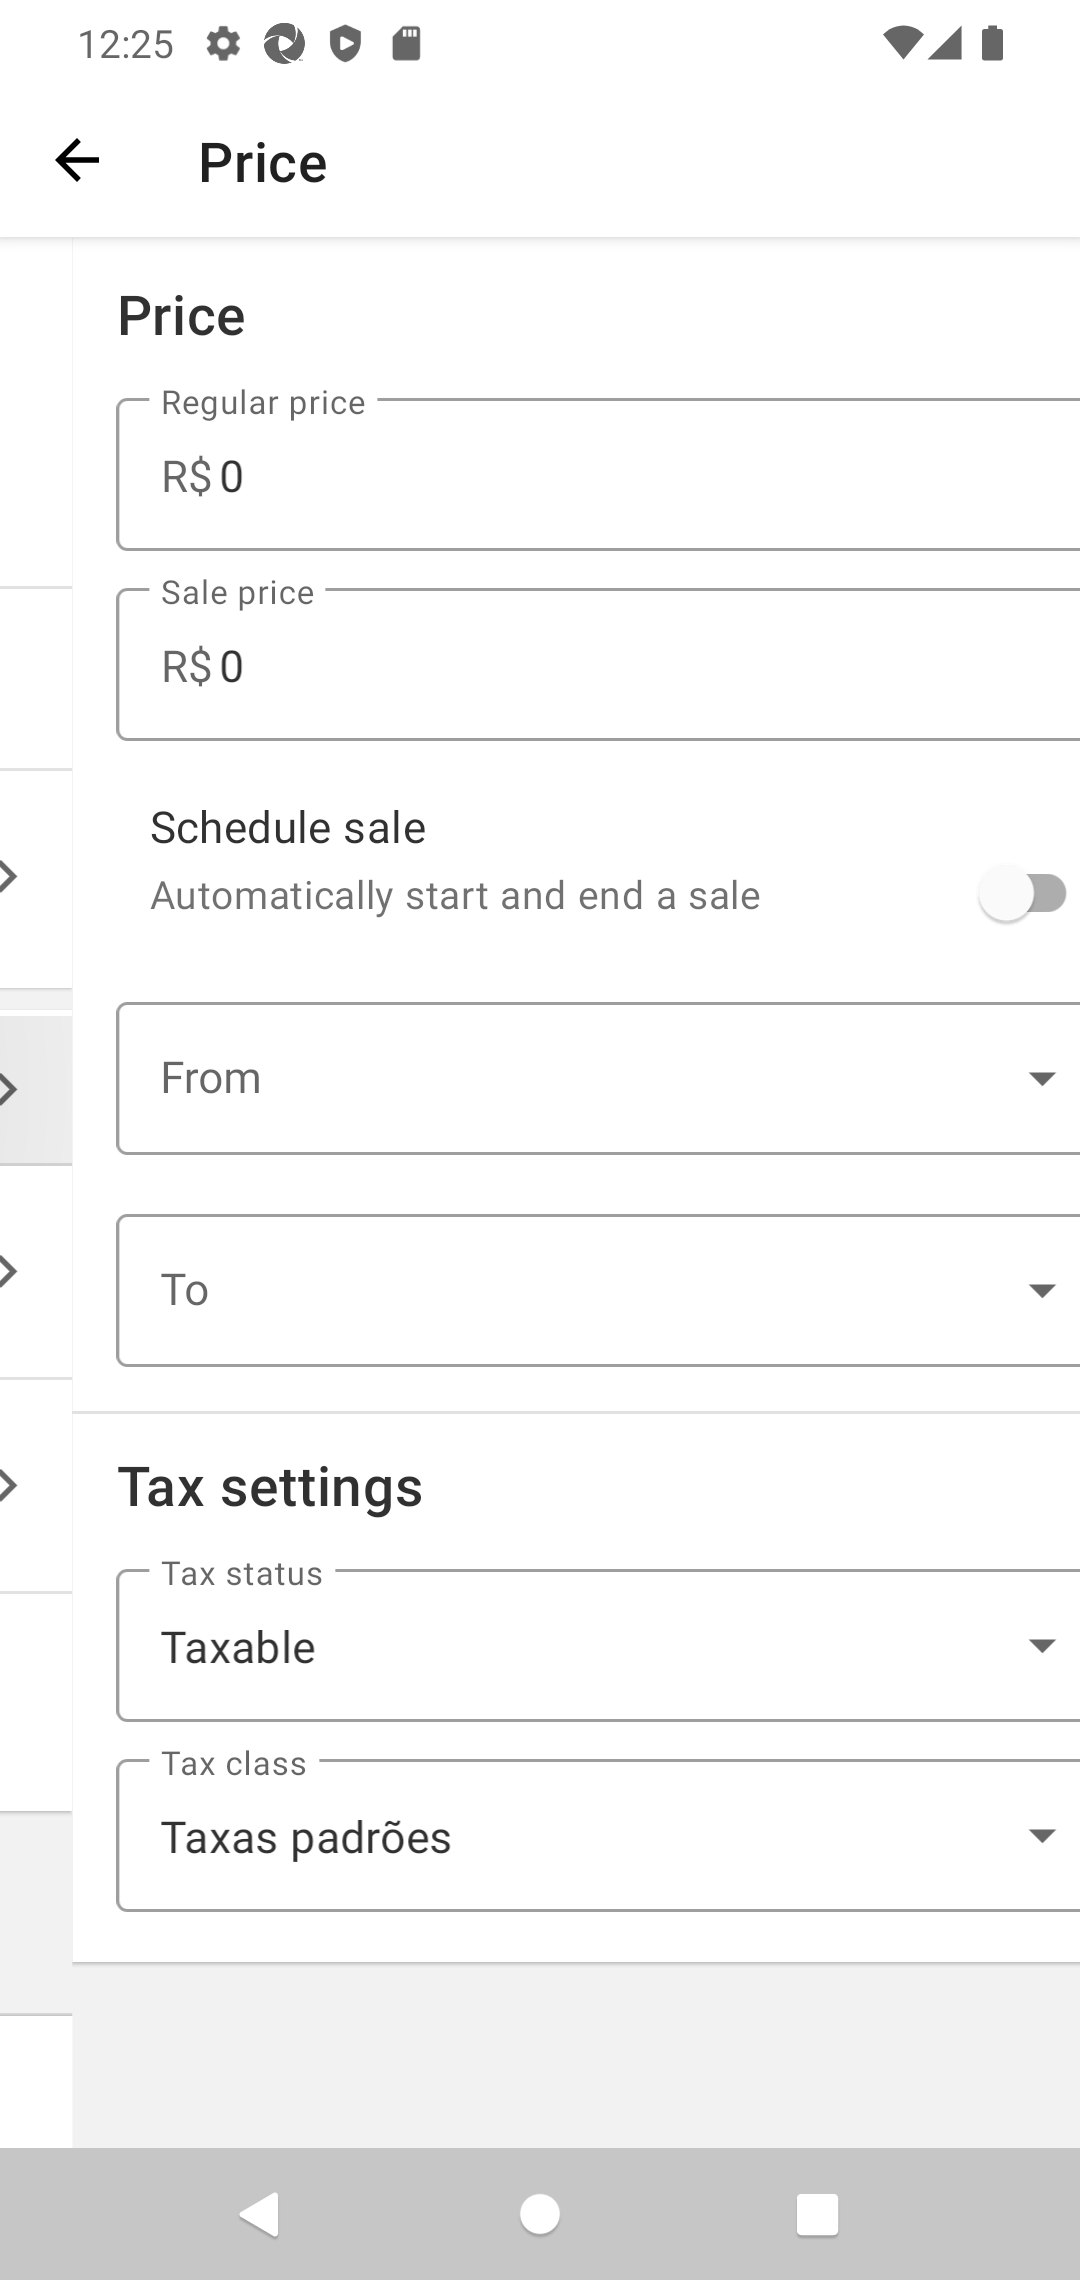 12:25
Price
Price
Regular price
R$ 0
Sale price
R$ 0
Schedule sale
Automatically start and end a sale
From
To
Tax settings
Tax status
Taxable
Tax class
Taxas padrões